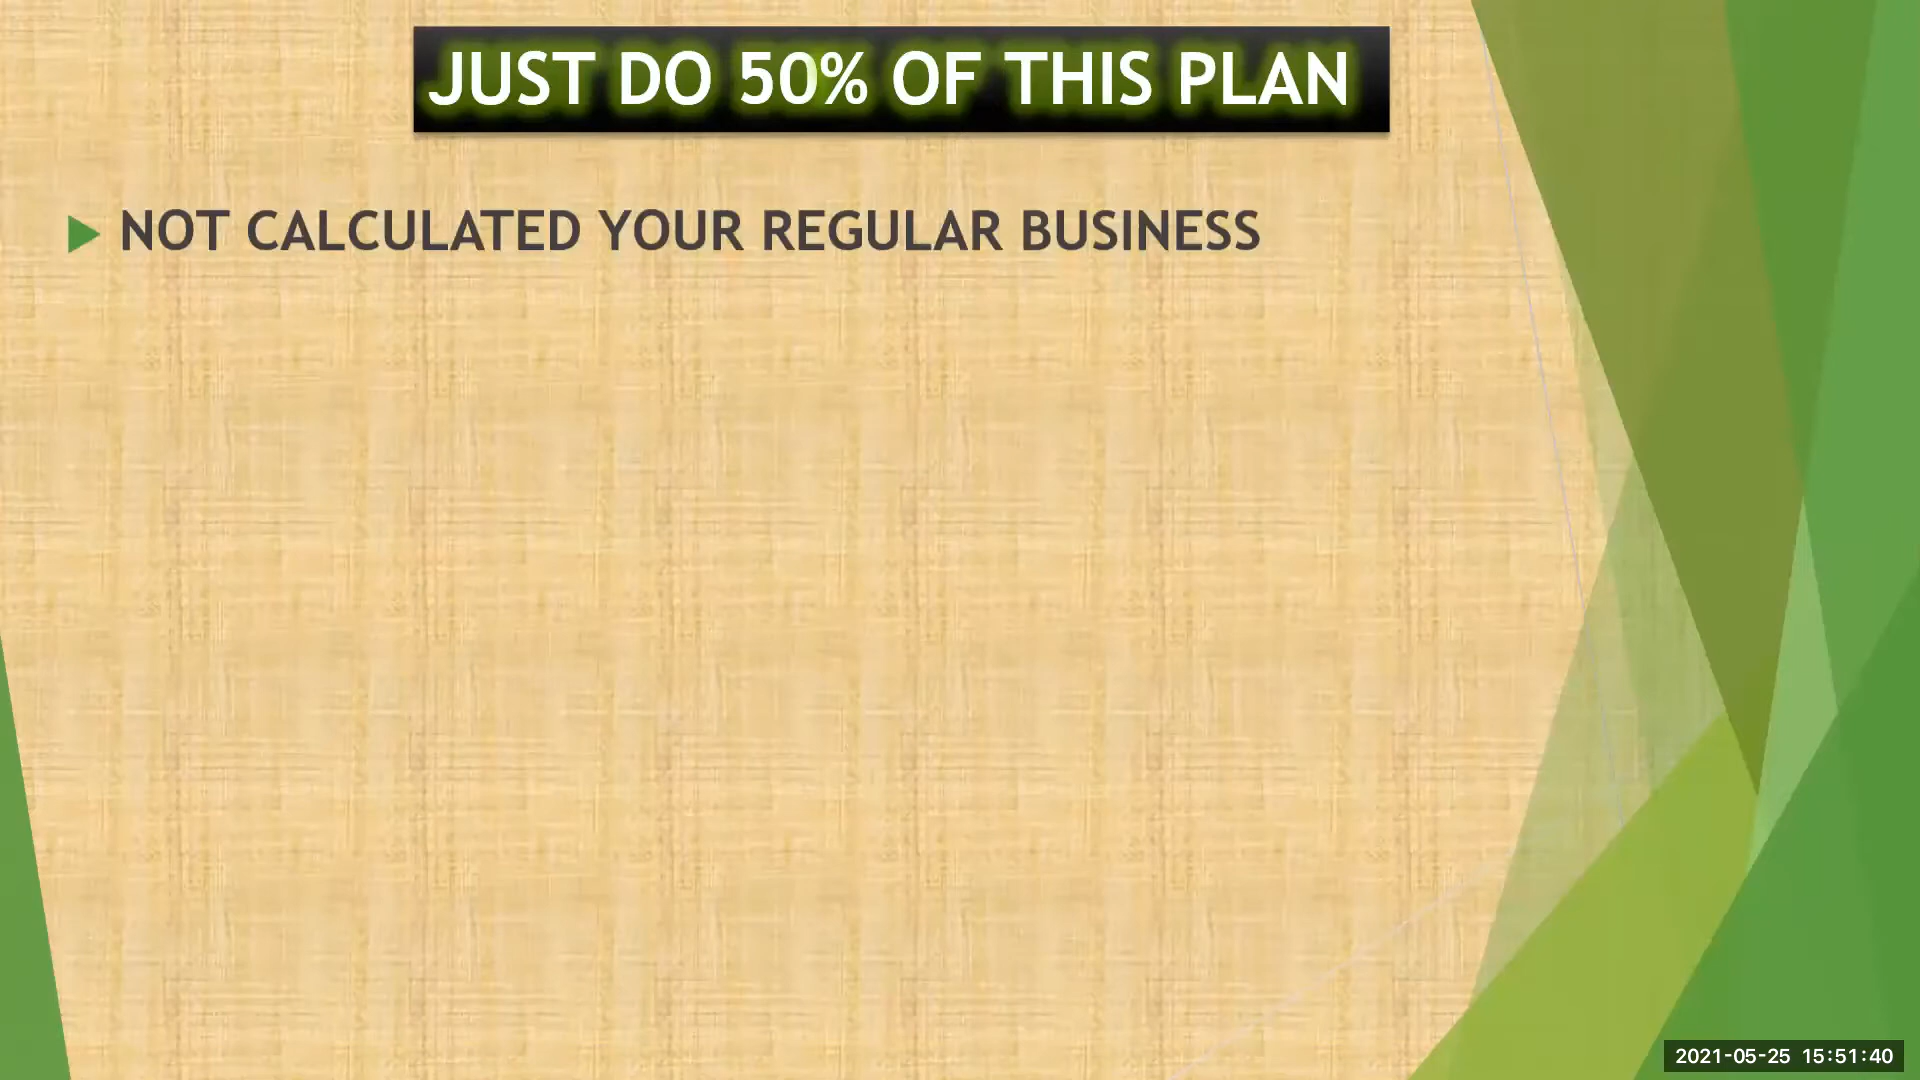 JUST DO 50% OF THIS PLAN
NOT CALCULATED YOUR REGULAR BUSINESS
2021-05-25 15:51:40